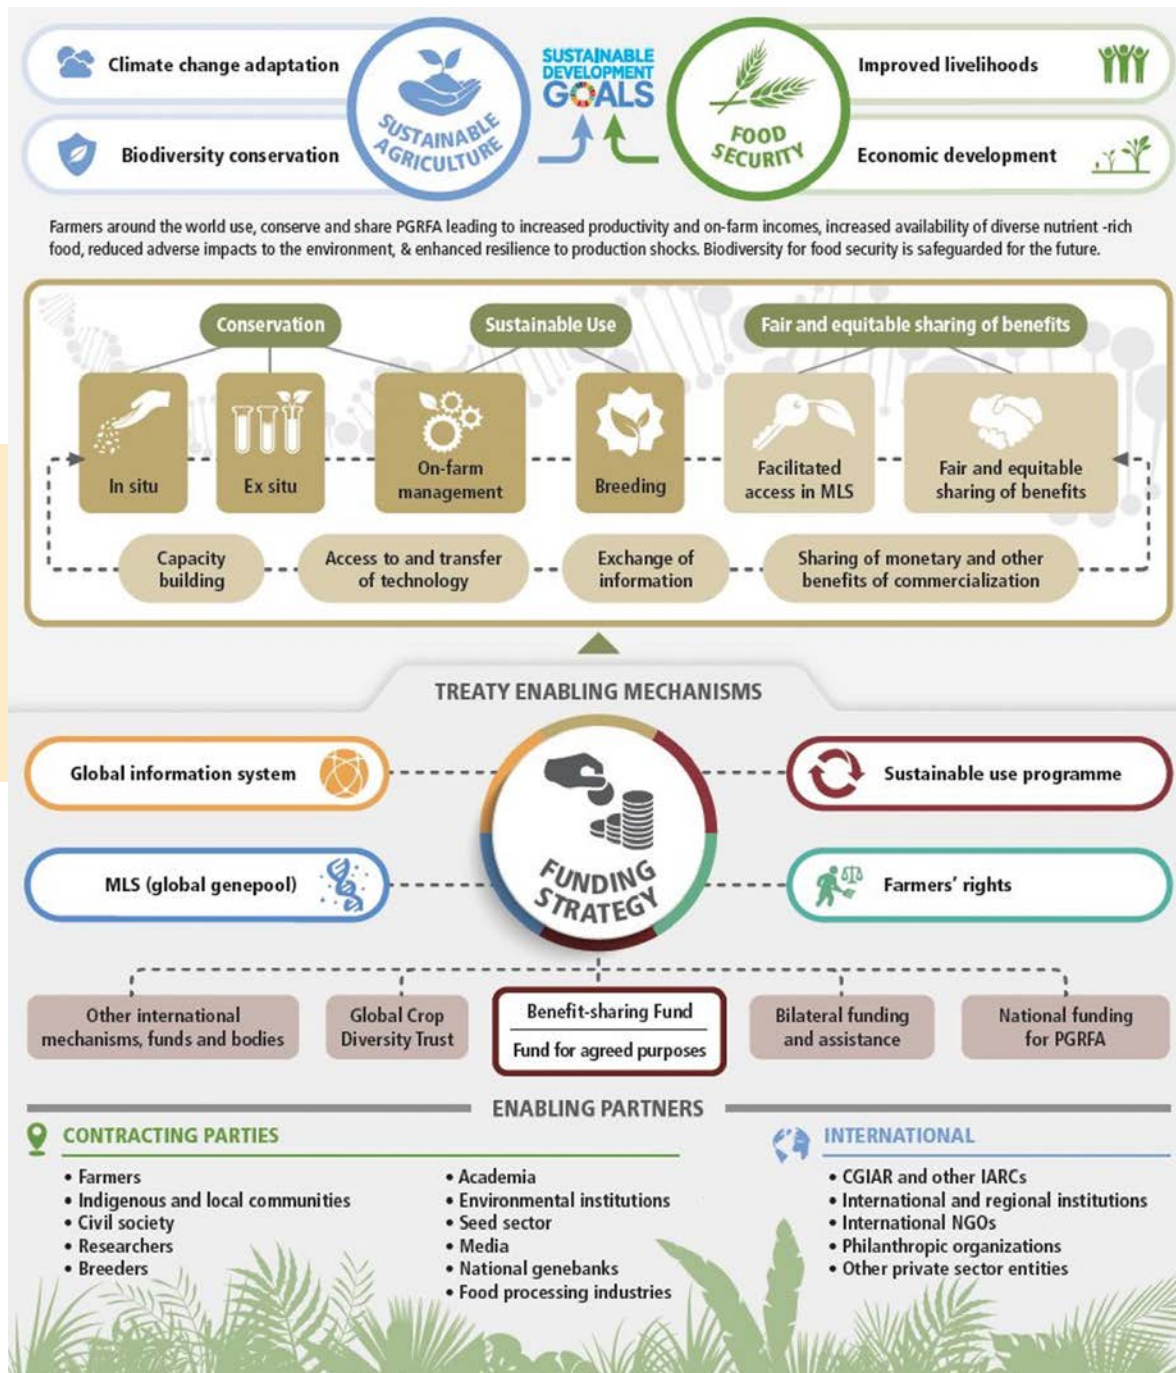 Climate change adaptation
Biodiversity conservation
SUSTAINABLE
AGRICULTURE
SUSTAINABLE
DEVELOPMENT
GOALS
FOOD
SECURITY
Improved livelihoods
Economic development
Farmers around the world use, conserve and share PGRFA leading to increased productivity and on-farm incomes, increased availability of diverse nutrient -rich
food, reduced adverse impacts to the environment, & enhanced resilience to production shocks. Biodiversity for food security is safeguarded for the future.
Conservation
Sustainable Use
Fair and equitable sharing of benefits
In situ
Ex situ
On-farm
management
Breeding
Facilitated
access in MLS
Fair and equitable
sharing of benefits
Capacity
building
Access to and transfer
of technology
Exchange of
information
Sharing of monetary and other
benefits of commercialization
TREATY ENABLING MECHANISMS
Global information system
MLS (global genepool)
FUNDING
STRATEGY
Sustainable use programme
Farmers' rights
Other international
mechanisms, funds and bodies
Global Crop
Diversity Trust
Benefit-sharing Fund
Fund for agreed purposes
Bilateral funding
and assistance
National funding
for PGRFA
ENABLING PARTNERS
CONTRACTING PARTIES
• Farmers
• Indigenous and local communities
• Civil society
• Researchers
• Breeders
• Academia
• Environmental institutions
• Seed sector
• Media
• National genebanks
• Food processing industries
INTERNATIONAL
• CGIAR and other IARCs
• International and regional institutions
• International NGOs
• Philanthropic organizations
• Other private sector entities